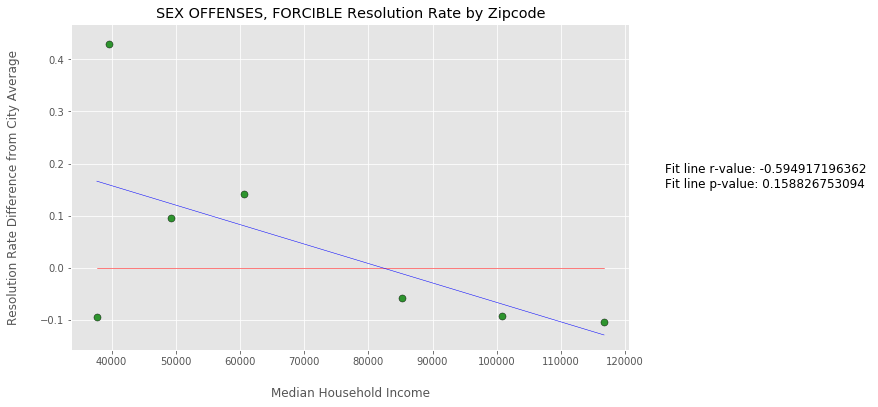 SEX OFFENSES, FORCIBLE Resolution Rate by Zipcode
Resolution Rate Difference from City Average
0.4
0.3
0.2
0.1
0.0
−0.1
40000 50000 60000 70000 80000 90000 100000 110000 120000
Median Household Income
Fit line r-value: -0.594917196362
Fit line p-value: 0.158826753094